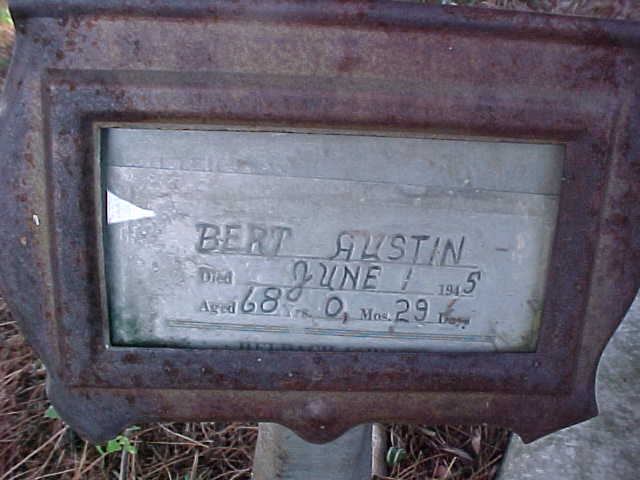 BERT AUSTIN
Died JUNE 1 1945
Aged 68 Yrs. 0, Mos. 29 Days